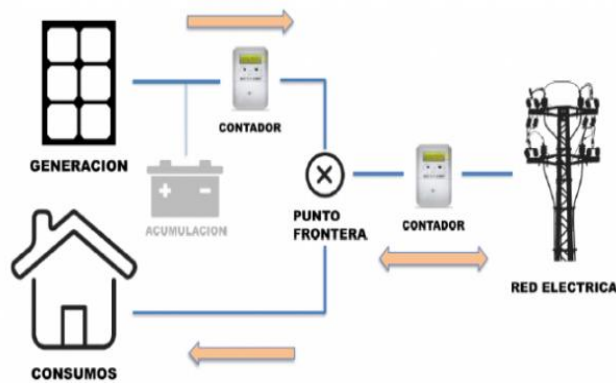 CONTADOR
GENERACION
ACUMULACION
PUNTO
FRONTERA
CONTADOR
RED ELECTRICA
CONSUMOS